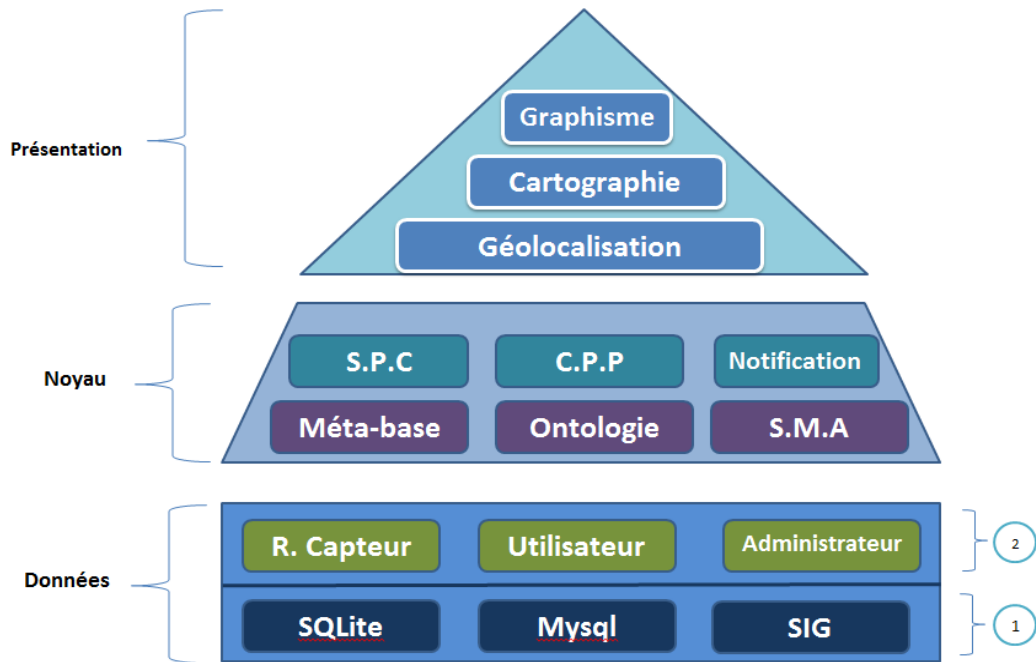 Graphisme
Présentation
Cartographie
Géolocalisation
S.P.C C.P.P Notification
Noyau
Méta-base Ontologie S.M.A
R. Capteur Utilisateur Administrateur
2
Données
SQLite Mysql SIG
1